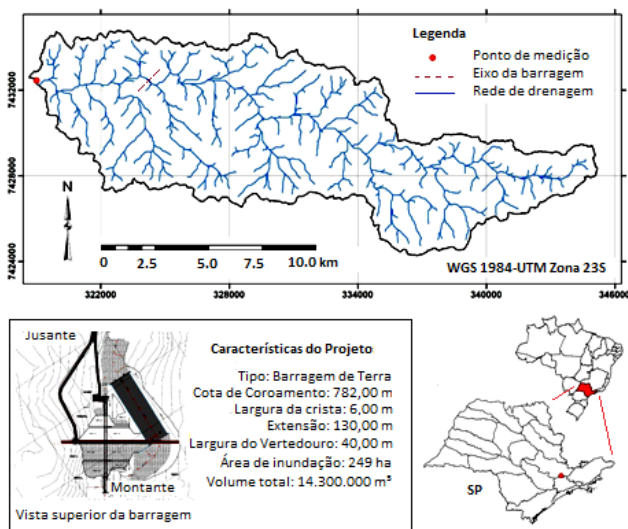 Legenda
Ponto de medição
Eixo da barragem
Rede de drenagem
7432000
7428000
7424000
N
0 2.5 5.0 7.5 10.0 km
WGS 1984-UTM Zona 23S
322000 328000 334000 340000 346000
Jusante
Montante
Vista superior da barragem
Características do Projeto
Tipo: Barragem de Terra
Cota de Coroamento: 782,00 m
Largura da crista: 6,00 m
Extensão: 130,00 m
Largura do Vertedouro: 40,00 m
Área de inundação: 249 ha
Volume total: 14.300.000 m³
SP